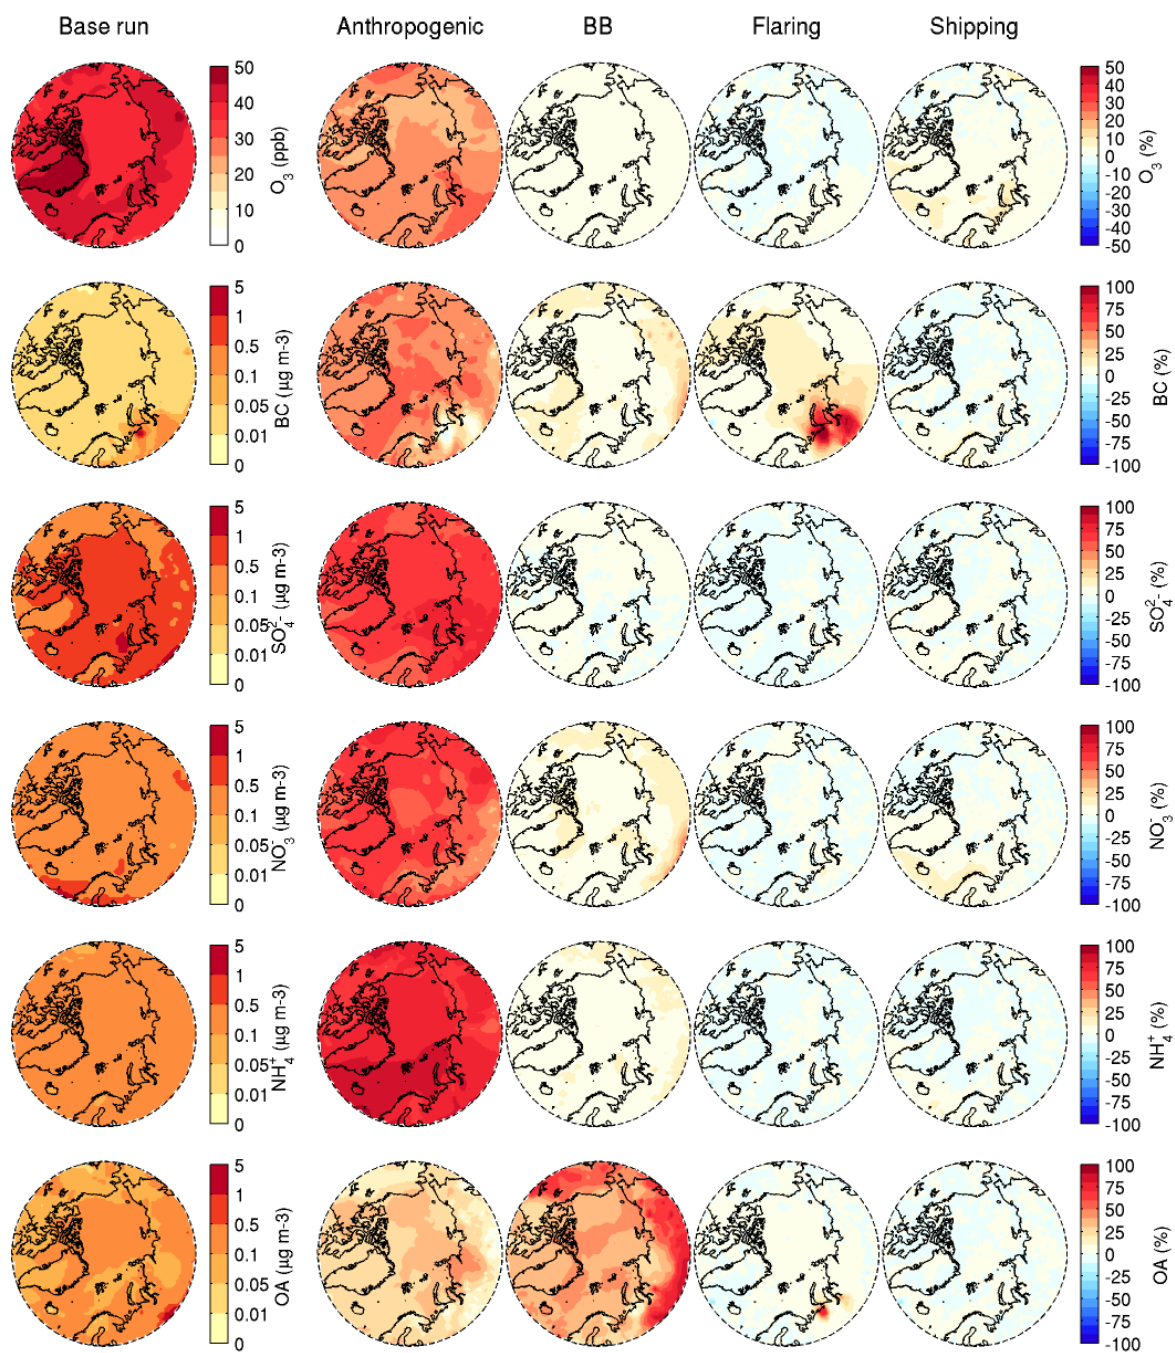 Base run Anthropogenic BB Flaring Shipping
50 40 30 20 10 0
O3 (ppb)
50 40 30 20 10 0 -10 -20 -30 -40 -50
O3 (%)
5 1 0.5 0.1 0.05 0.01 0
BC (µg m-3)
100 75 50 25 0 -25 -50 -75 -100
BC (%)
5 1 0.5 0.1 0.05 0.01 0
SO4^2- (µg m-3)
100 75 50 25 0 -25 -50 -75 -100
SO4^2- (%)
5 1 0.5 0.1 0.05 0.01 0
NO3^- (µg m-3)
100 75 50 25 0 -25 -50 -75 -100
NO3^- (%)
5 1 0.5 0.1 0.05 0.01 0
NH4^+ (µg m-3)
100 75 50 25 0 -25 -50 -75 -100
NH4^+ (%)
5 1 0.5 0.1 0.05 0.01 0
OA (µg m-3)
100 75 50 25 0 -25 -50 -75 -100
OA (%)